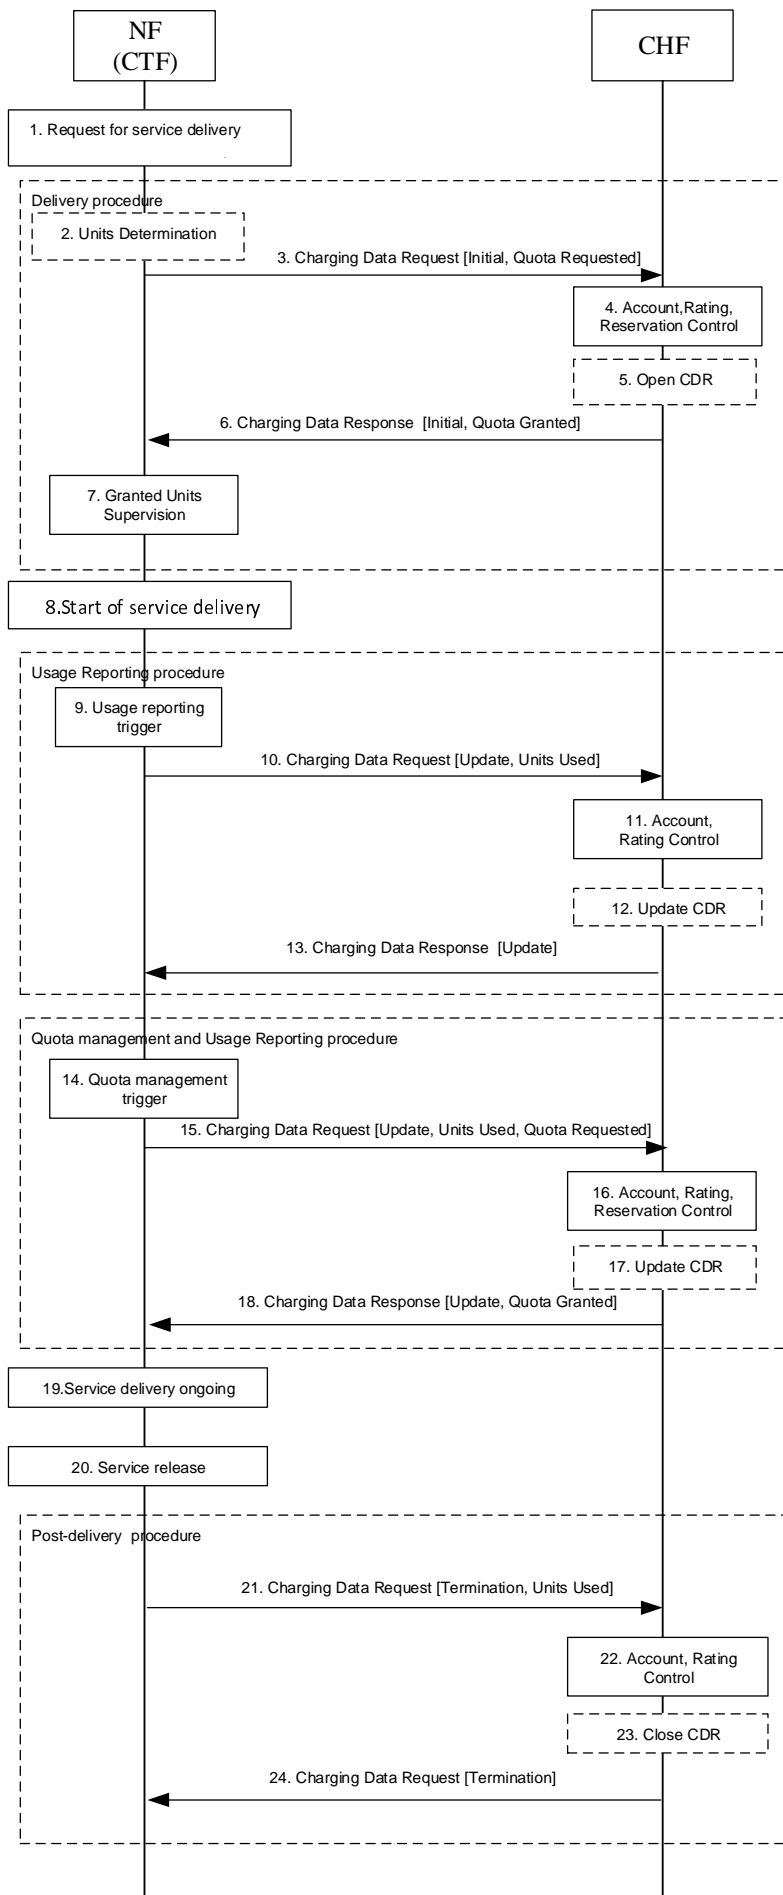 NF
(CTF)
CHF
1. Request for service delivery
Delivery procedure
2. Units Determination
3. Charging Data Request [Initial, Quota Requested]
4. Account,Rating,
Reservation Control
5. Open CDR
6. Charging Data Response  [Initial, Quota Granted]
7. Granted Units
Supervision
8.Start of service delivery
Usage Reporting procedure
9. Usage reporting
trigger
10. Charging Data Request [Update, Units Used]
11. Account,
Rating Control
12. Update CDR
13. Charging Data Response  [Update]
Quota management and Usage Reporting procedure
14. Quota management
trigger
15. Charging Data Request [Update, Units Used, Quota Requested]
16. Account, Rating,
Reservation Control
17. Update CDR
18. Charging Data Response [Update, Quota Granted]
19.Service delivery ongoing
20. Service release
Post-delivery  procedure
21. Charging Data Request [Termination, Units Used]
22. Account, Rating
Control
23. Close CDR
24. Charging Data Request [Termination]